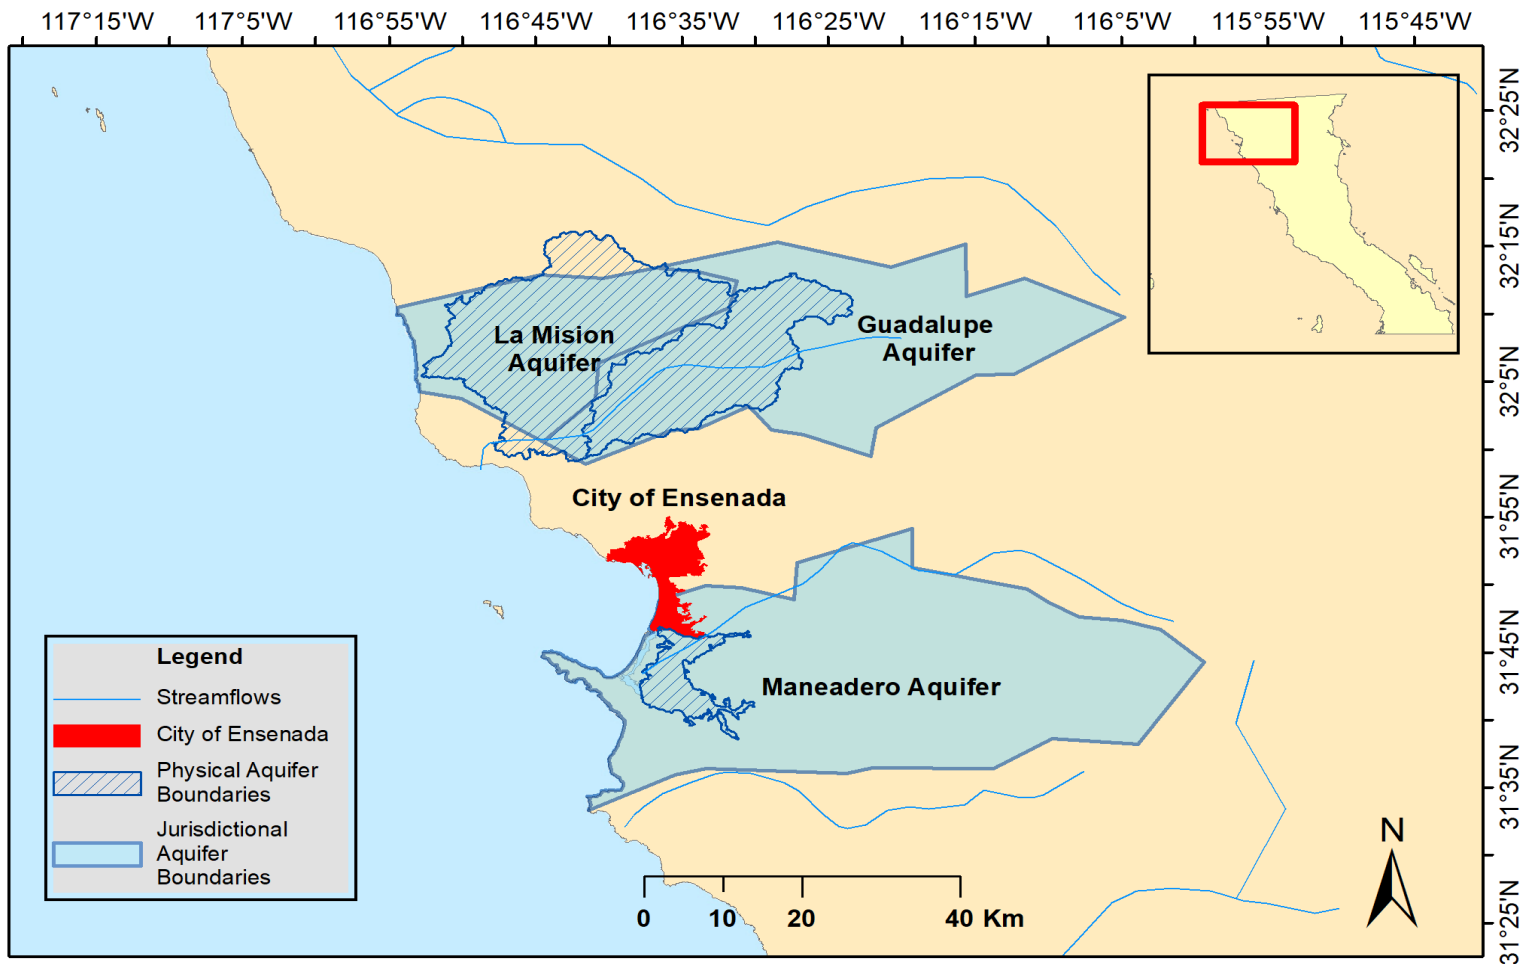 117°15'W
117°5'W
116°55'W
116°45'W
116°35'W
116°25'W
116°15'W
116°5'W
115°55'W
115°45'W
32°25'N
32°15'N
32°5'N
31°55'N
31°45'N
31°35'N
31°25'N
La Mision
Aquifer
Guadalupe
Aquifer
City of Ensenada
Maneadero Aquifer
Legend
Streamflows
City of Ensenada
Physical Aquifer
Boundaries
Jurisdictional
Aquifer
Boundaries
N
0 10 20 40 Km